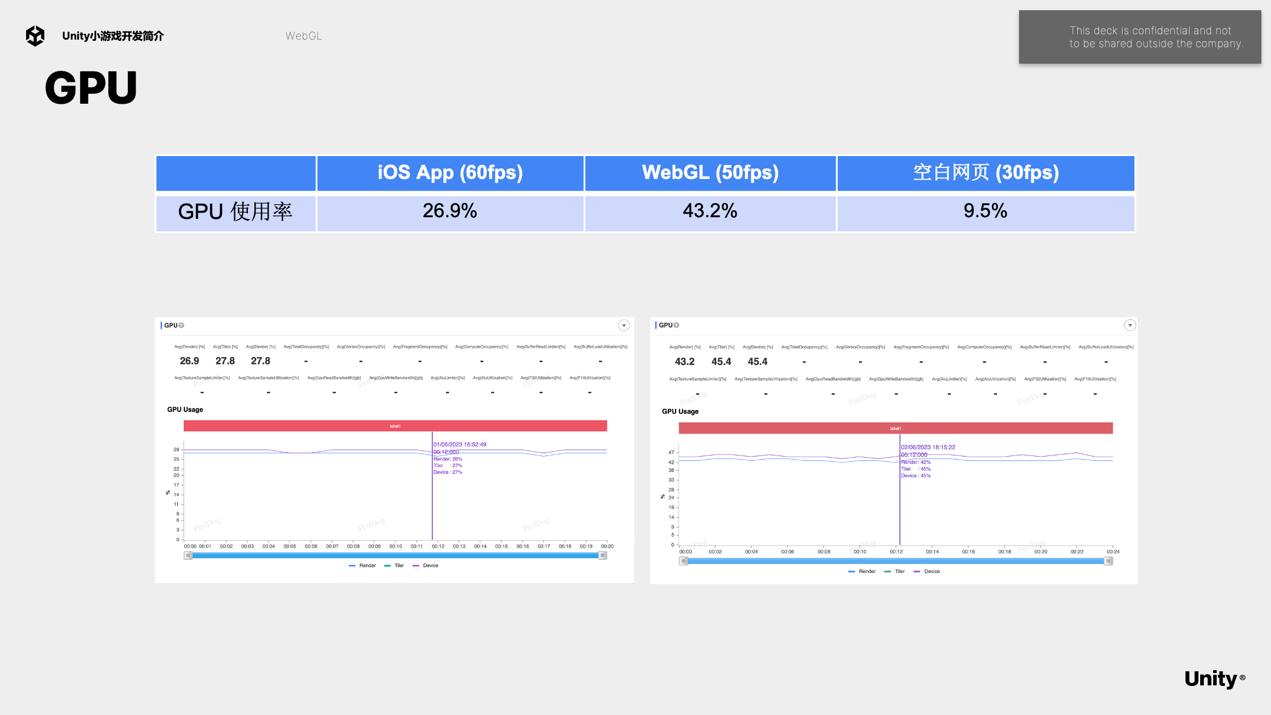 Unity小游戏开发简介
WebGL
This deck is confidential and not
to be shared outside the company.
GPU
iOS App (60fps) WebGL (50fps) 空白网页 (30fps)
GPU 使用率 26.9% 43.2% 9.5%
GPU
Avg(Render) [%] Avg(Tiler) [%] Avg(Device) [%] Avg(TotalOccupancy)[%] Avg(VertexOccupancy)[%] Avg(FragmentOccupancy)[%] Avg(ComputeOccupancy)[%] Avg(BufferReadLimiter)[%] Avg(BufferLoadUtilization)[%]
26.9 27.8 27.8 - - - - - -
Avg(TextureSampleLimiter)[%] Avg(TextureSampleUtilization)[%] Avg(GpuReadBandwidth)[gb] Avg(GpuWriteBandwidth)[gb] Avg(AluLimiter)[%] Avg(AluUtilization)[%] Avg(F32Utilization)[%] Avg(F16Utilization)[%]
- - - - - - - -
GPU Usage
label1
01/06/2023 16:52:49
00:12:000
Render: 26%
Tiler : 27%
Device : 27%
%
28
25
22
20
17
14
11
8
6
3
0
PerfDog PerfDog PerfDog
00:00 00:01 00:02 00:03 00:04 00:05 00:06 00:07 00:08 00:09 00:10 00:11 00:12 00:13 00:14 00:15 00:16 00:17 00:18 00:19 00:20
Render Tiler Device
GPU
Avg(Render) [%] Avg(Tiler) [%] Avg(Device) [%] Avg(TotalOccupancy)[%] Avg(VertexOccupancy)[%] Avg(FragmentOccupancy)[%] Avg(ComputeOccupancy)[%] Avg(BufferReadLimiter)[%] Avg(BufferLoadUtilization)[%]
43.2 45.4 45.4 - - - - - -
Avg(TextureSampleLimiter)[%] Avg(TextureSampleUtilization)[%] Avg(GpuReadBandwidth)[gb] Avg(GpuWriteBandwidth)[gb] Avg(AluLimiter)[%] Avg(AluUtilization)[%] Avg(F32Utilization)[%] Avg(F16Utilization)[%]
- - - - - - - -
PerfDog PerfDog PerfDog
GPU Usage
label1
02/06/2023 18:15:22
00:12:000
Render: 42%
Tiler : 45%
Device : 45%
%
47
42
38
33
28
24
19
14
9
5
0
00:00 00:02 00:04 00:06 00:08 00:10 00:12 00:14 00:16 00:18 00:20 00:22 00:24
Render Tiler Device
Unity®